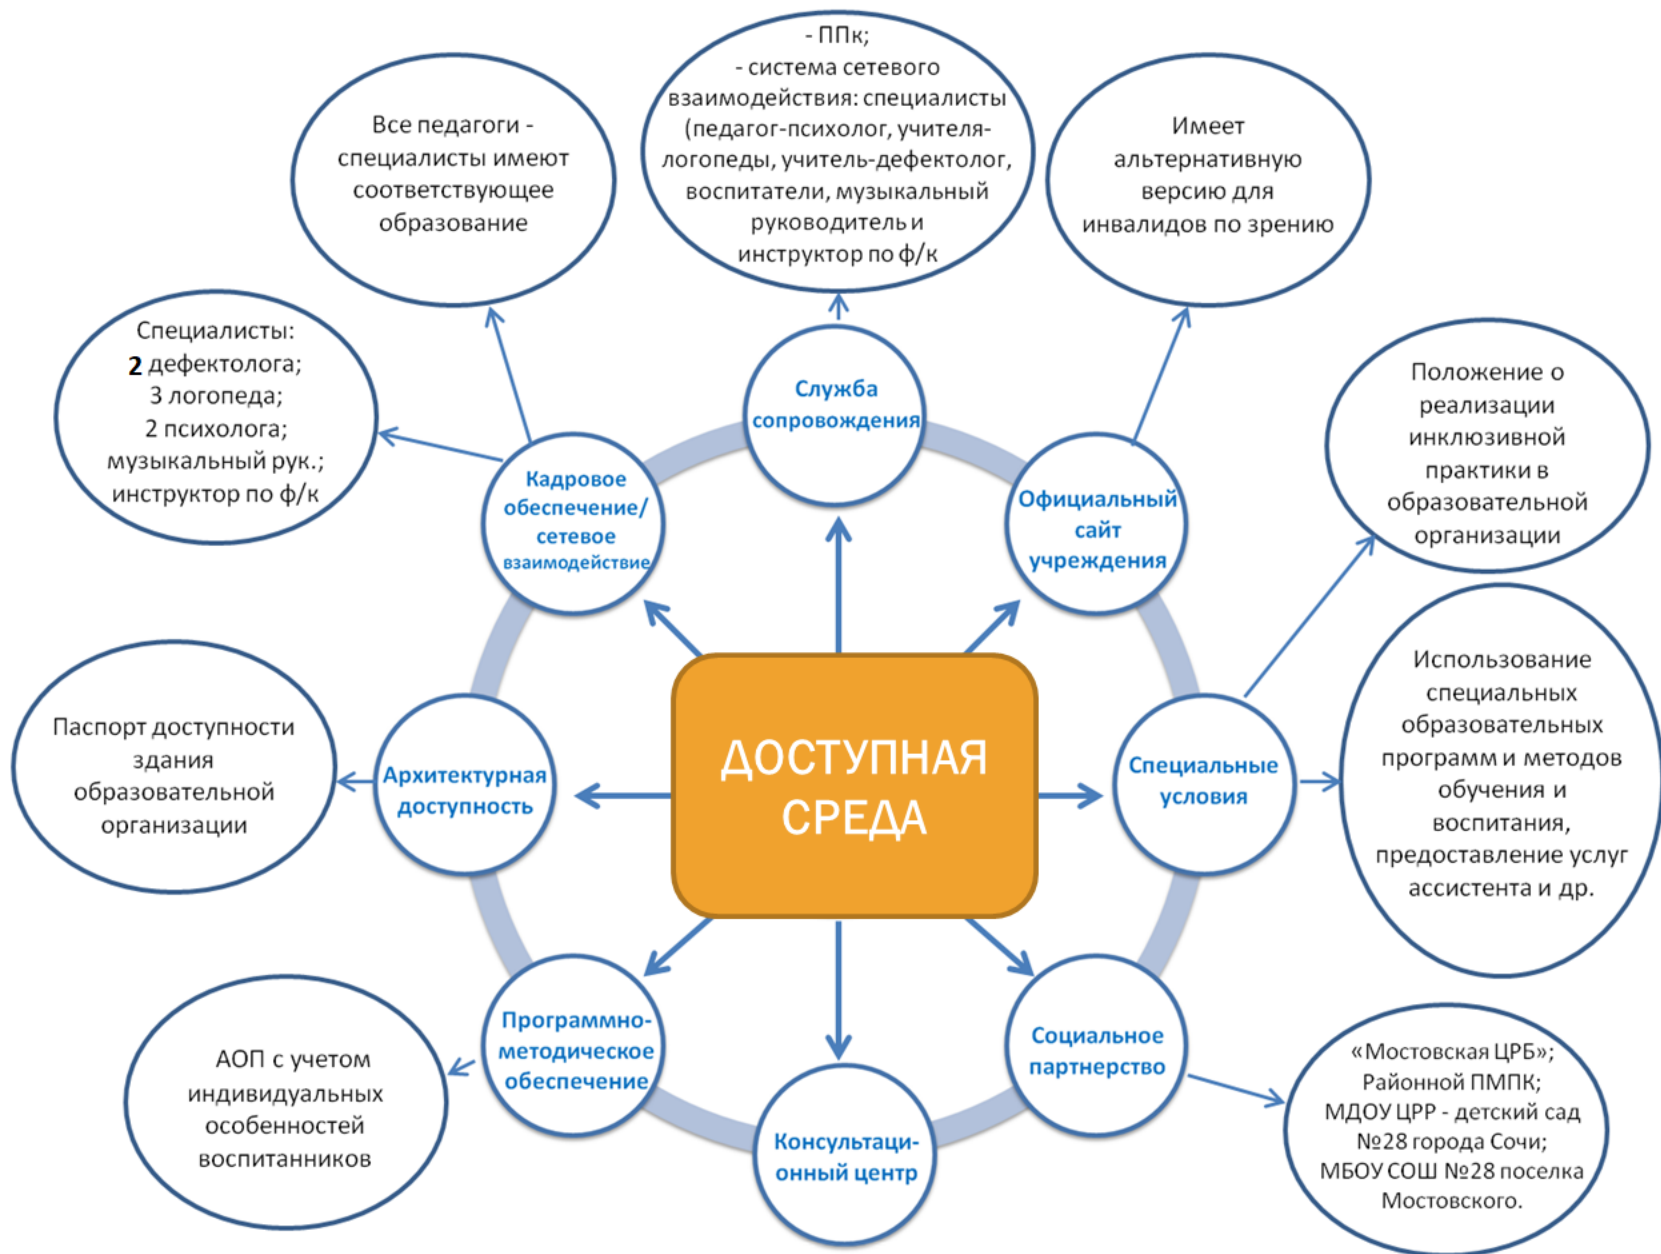 - ППк;
- система сетевого
взаимодействия: специалисты
(педагог-психолог, учителя-
логопеды, учитель-дефектолог,
воспитатели, музыкальный
руководитель и
инструктор по ф/к
Все педагоги -
специалисты имеют
соответствующее
образование
Имеет
альтернативную
версию для
инвалидов по зрению
Специалисты:
2 дефектолога;
3 логопеда;
2 психолога;
музыкальный рук.;
инструктор по ф/к
Служба
сопровождения
Положение о
реализации
инклюзивной
практики в
образовательной
организации
Кадровое
обеспечение/
сетевое
взаимодействие
Официальный
сайт
учреждения
Использование
специальных
образовательных
программ и методов
обучения и
воспитания,
предоставление услуг
ассистента и др.
Паспорт доступности
здания
образовательной
организации
Архитектурная
доступность
ДОСТУПНАЯ
СРЕДА
Специальные
условия
Программно-
методическое
обеспечение
Социальное
партнерство
АОП с учетом
индивидуальных
особенностей
воспитанников
«Мостовская ЦРБ»;
Районной ПМПК;
МДОУ ЦРР - детский сад
№28 города Сочи;
МБОУ СОШ №28 поселка
Мостовского.
Консультаци-
онный центр